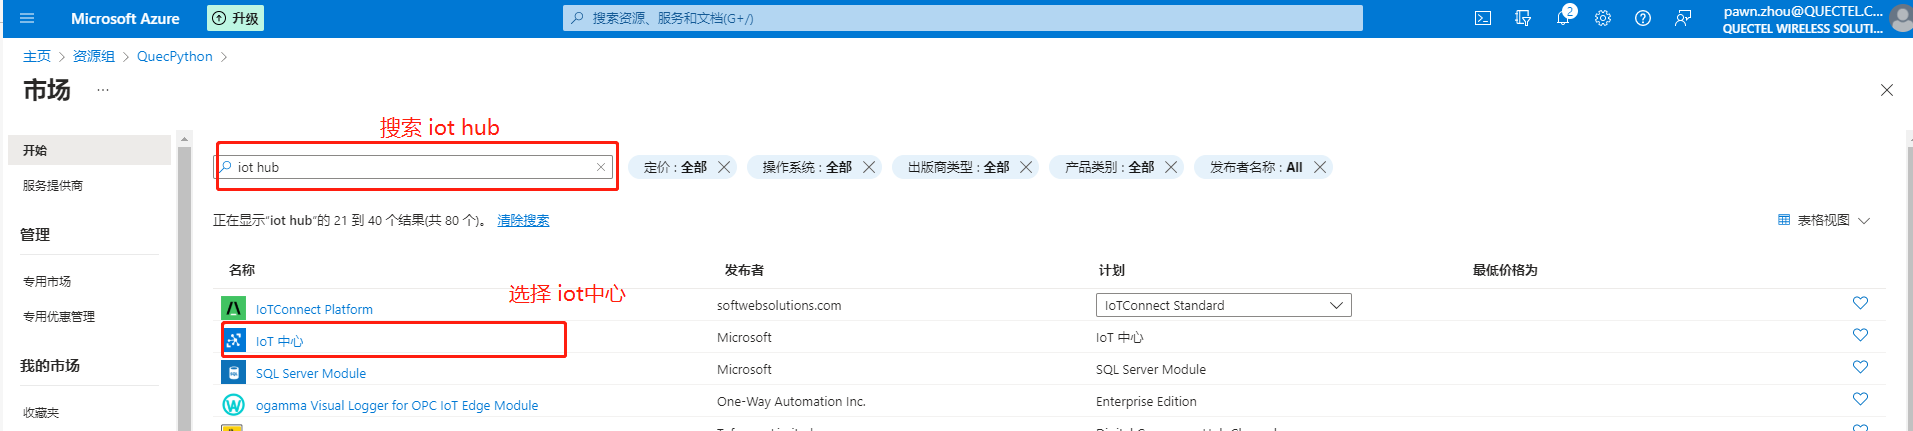 Microsoft Azure
升级
搜索资源、服务和文档(G+/)
2
pawn.zhou@QUECTEL.C...
QUECTEL WIRELESS SOLUTI...
主页 > 资源组 > QuecPython >
市场 ...
搜索 iot hub
开始
服务提供商
管理
专用市场
专用优惠管理
我的市场
收藏夹
iot hub
定价 : 全部
操作系统 : 全部
出版商类型 : 全部
产品类别 : 全部
发布者名称 : All
正在显示“iot hub”的 21 到 40 个结果(共 80 个)。 清除搜索
表格视图
名称 发布者 计划 最低价格为
选择 iot中心
IoTConnect Platform softwebsolutions.com IoTConnect Standard
IoT 中心 Microsoft IoT 中心
SQL Server Module Microsoft SQL Server Module
ogamma Visual Logger for OPC IoT Edge Module One-Way Automation Inc. Enterprise Edition